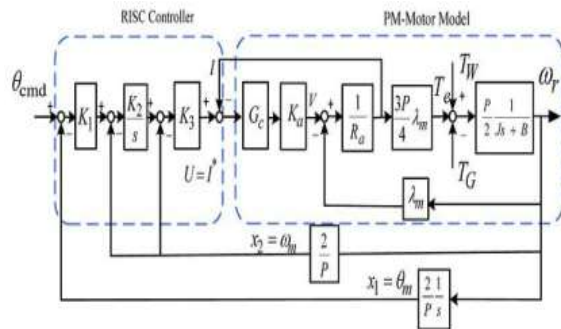 RISC Controller
PM-Motor Model
θcmd
K1
K2/s
K3
U = I*
I
Gc
Ka
V
1/Ra
3P/4 λm
Te
TW
TG
P/2 1/(Js + B)
ωr
λm
x2 = ωm
2/P
x1 = θm
2/P 1/s